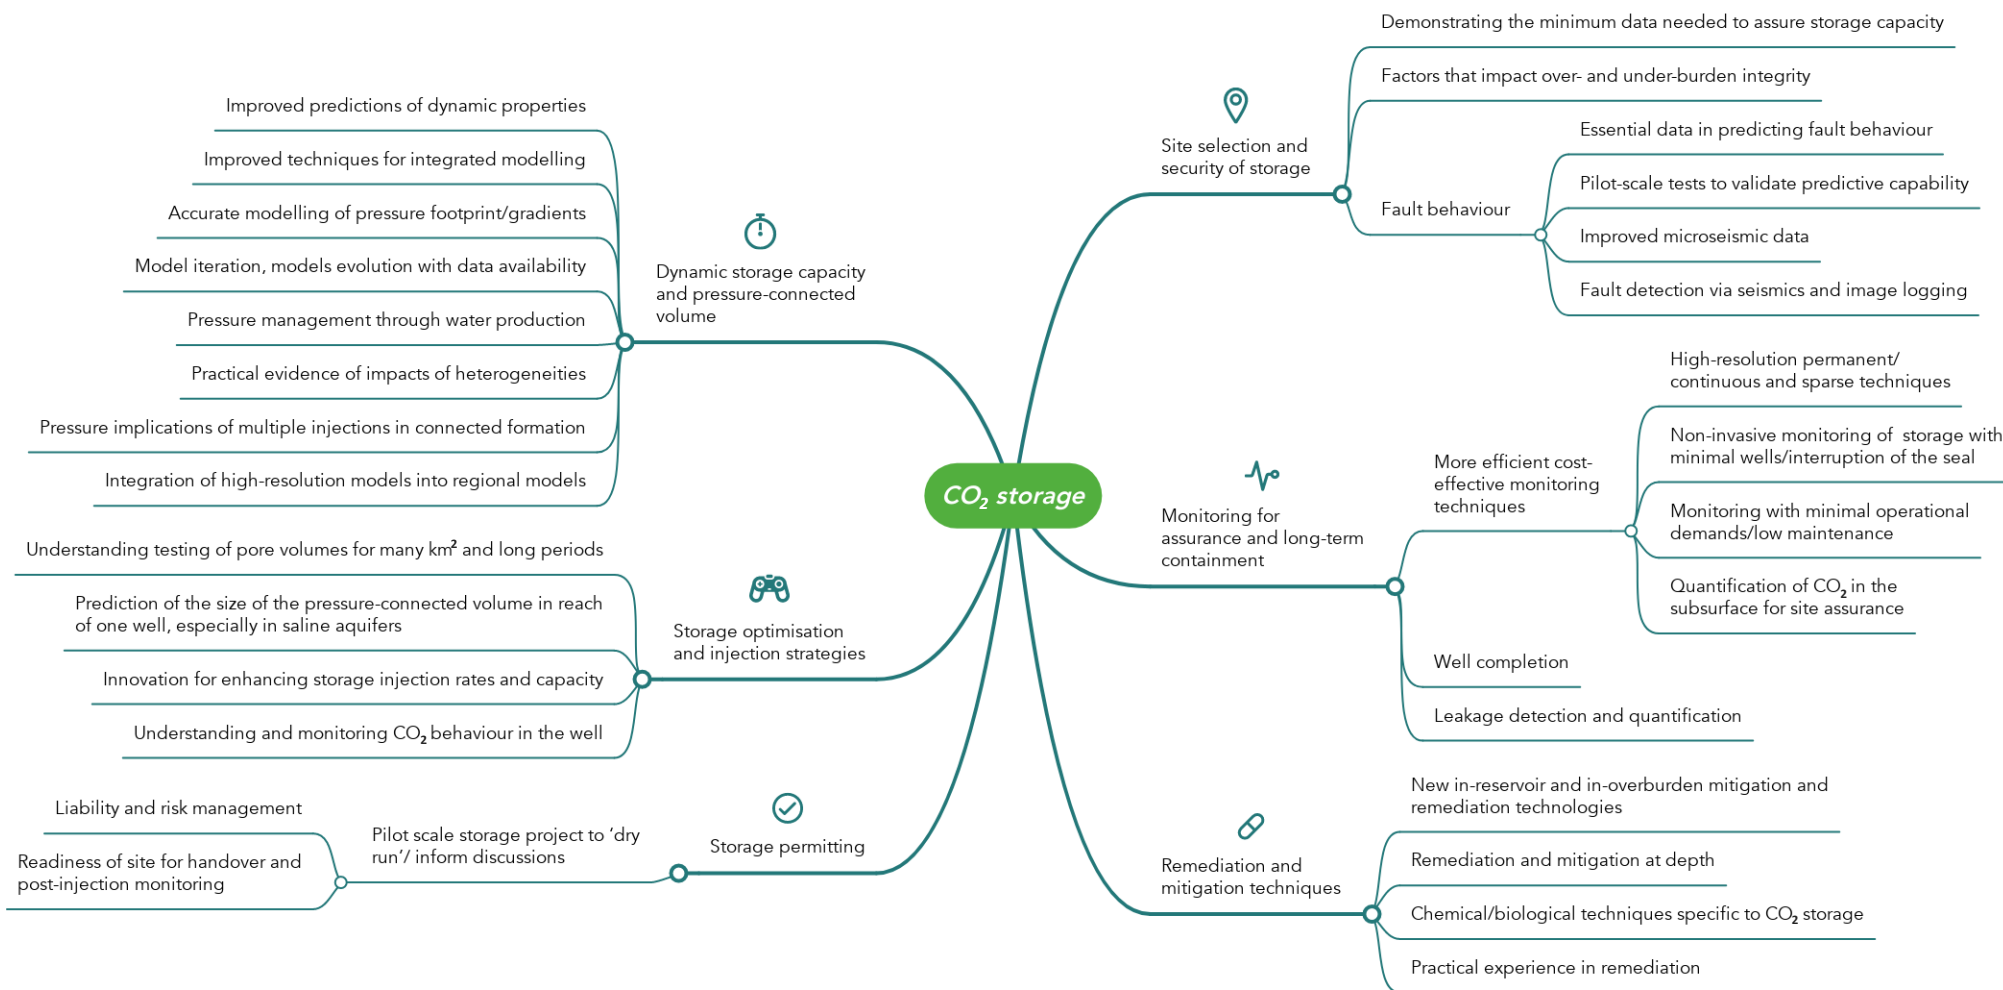 CO₂ storage
Site selection and
security of storage
Demonstrating the minimum data needed to assure storage capacity
Factors that impact over- and under-burden integrity
Fault behaviour
Essential data in predicting fault behaviour
Pilot-scale tests to validate predictive capability
Improved microseismic data
Fault detection via seismics and image logging
Monitoring for
assurance and long-term
containment
More efficient cost-
effective monitoring
techniques
High-resolution permanent/
continuous and sparse techniques
Non-invasive monitoring of  storage with
minimal wells/interruption of the seal
Monitoring with minimal operational
demands/low maintenance
Quantification of CO₂ in the
subsurface for site assurance
Well completion
Leakage detection and quantification
Remediation and
mitigation techniques
New in-reservoir and in-overburden mitigation and
remediation technologies
Remediation and mitigation at depth
Chemical/biological techniques specific to CO₂ storage
Practical experience in remediation
Dynamic storage capacity
and pressure-connected
volume
Improved predictions of dynamic properties
Improved techniques for integrated modelling
Accurate modelling of pressure footprint/gradients
Model iteration, models evolution with data availability
Pressure management through water production
Practical evidence of impacts of heterogeneities
Pressure implications of multiple injections in connected formation
Integration of high-resolution models into regional models
Storage optimisation
and injection strategies
Understanding testing of pore volumes for many km² and long periods
Prediction of the size of the pressure-connected volume in reach
of one well, especially in saline aquifers
Innovation for enhancing storage injection rates and capacity
Understanding and monitoring CO₂ behaviour in the well
Storage permitting
Pilot scale storage project to ‘dry
run’/ inform discussions
Liability and risk management
Readiness of site for handover and
post-injection monitoring